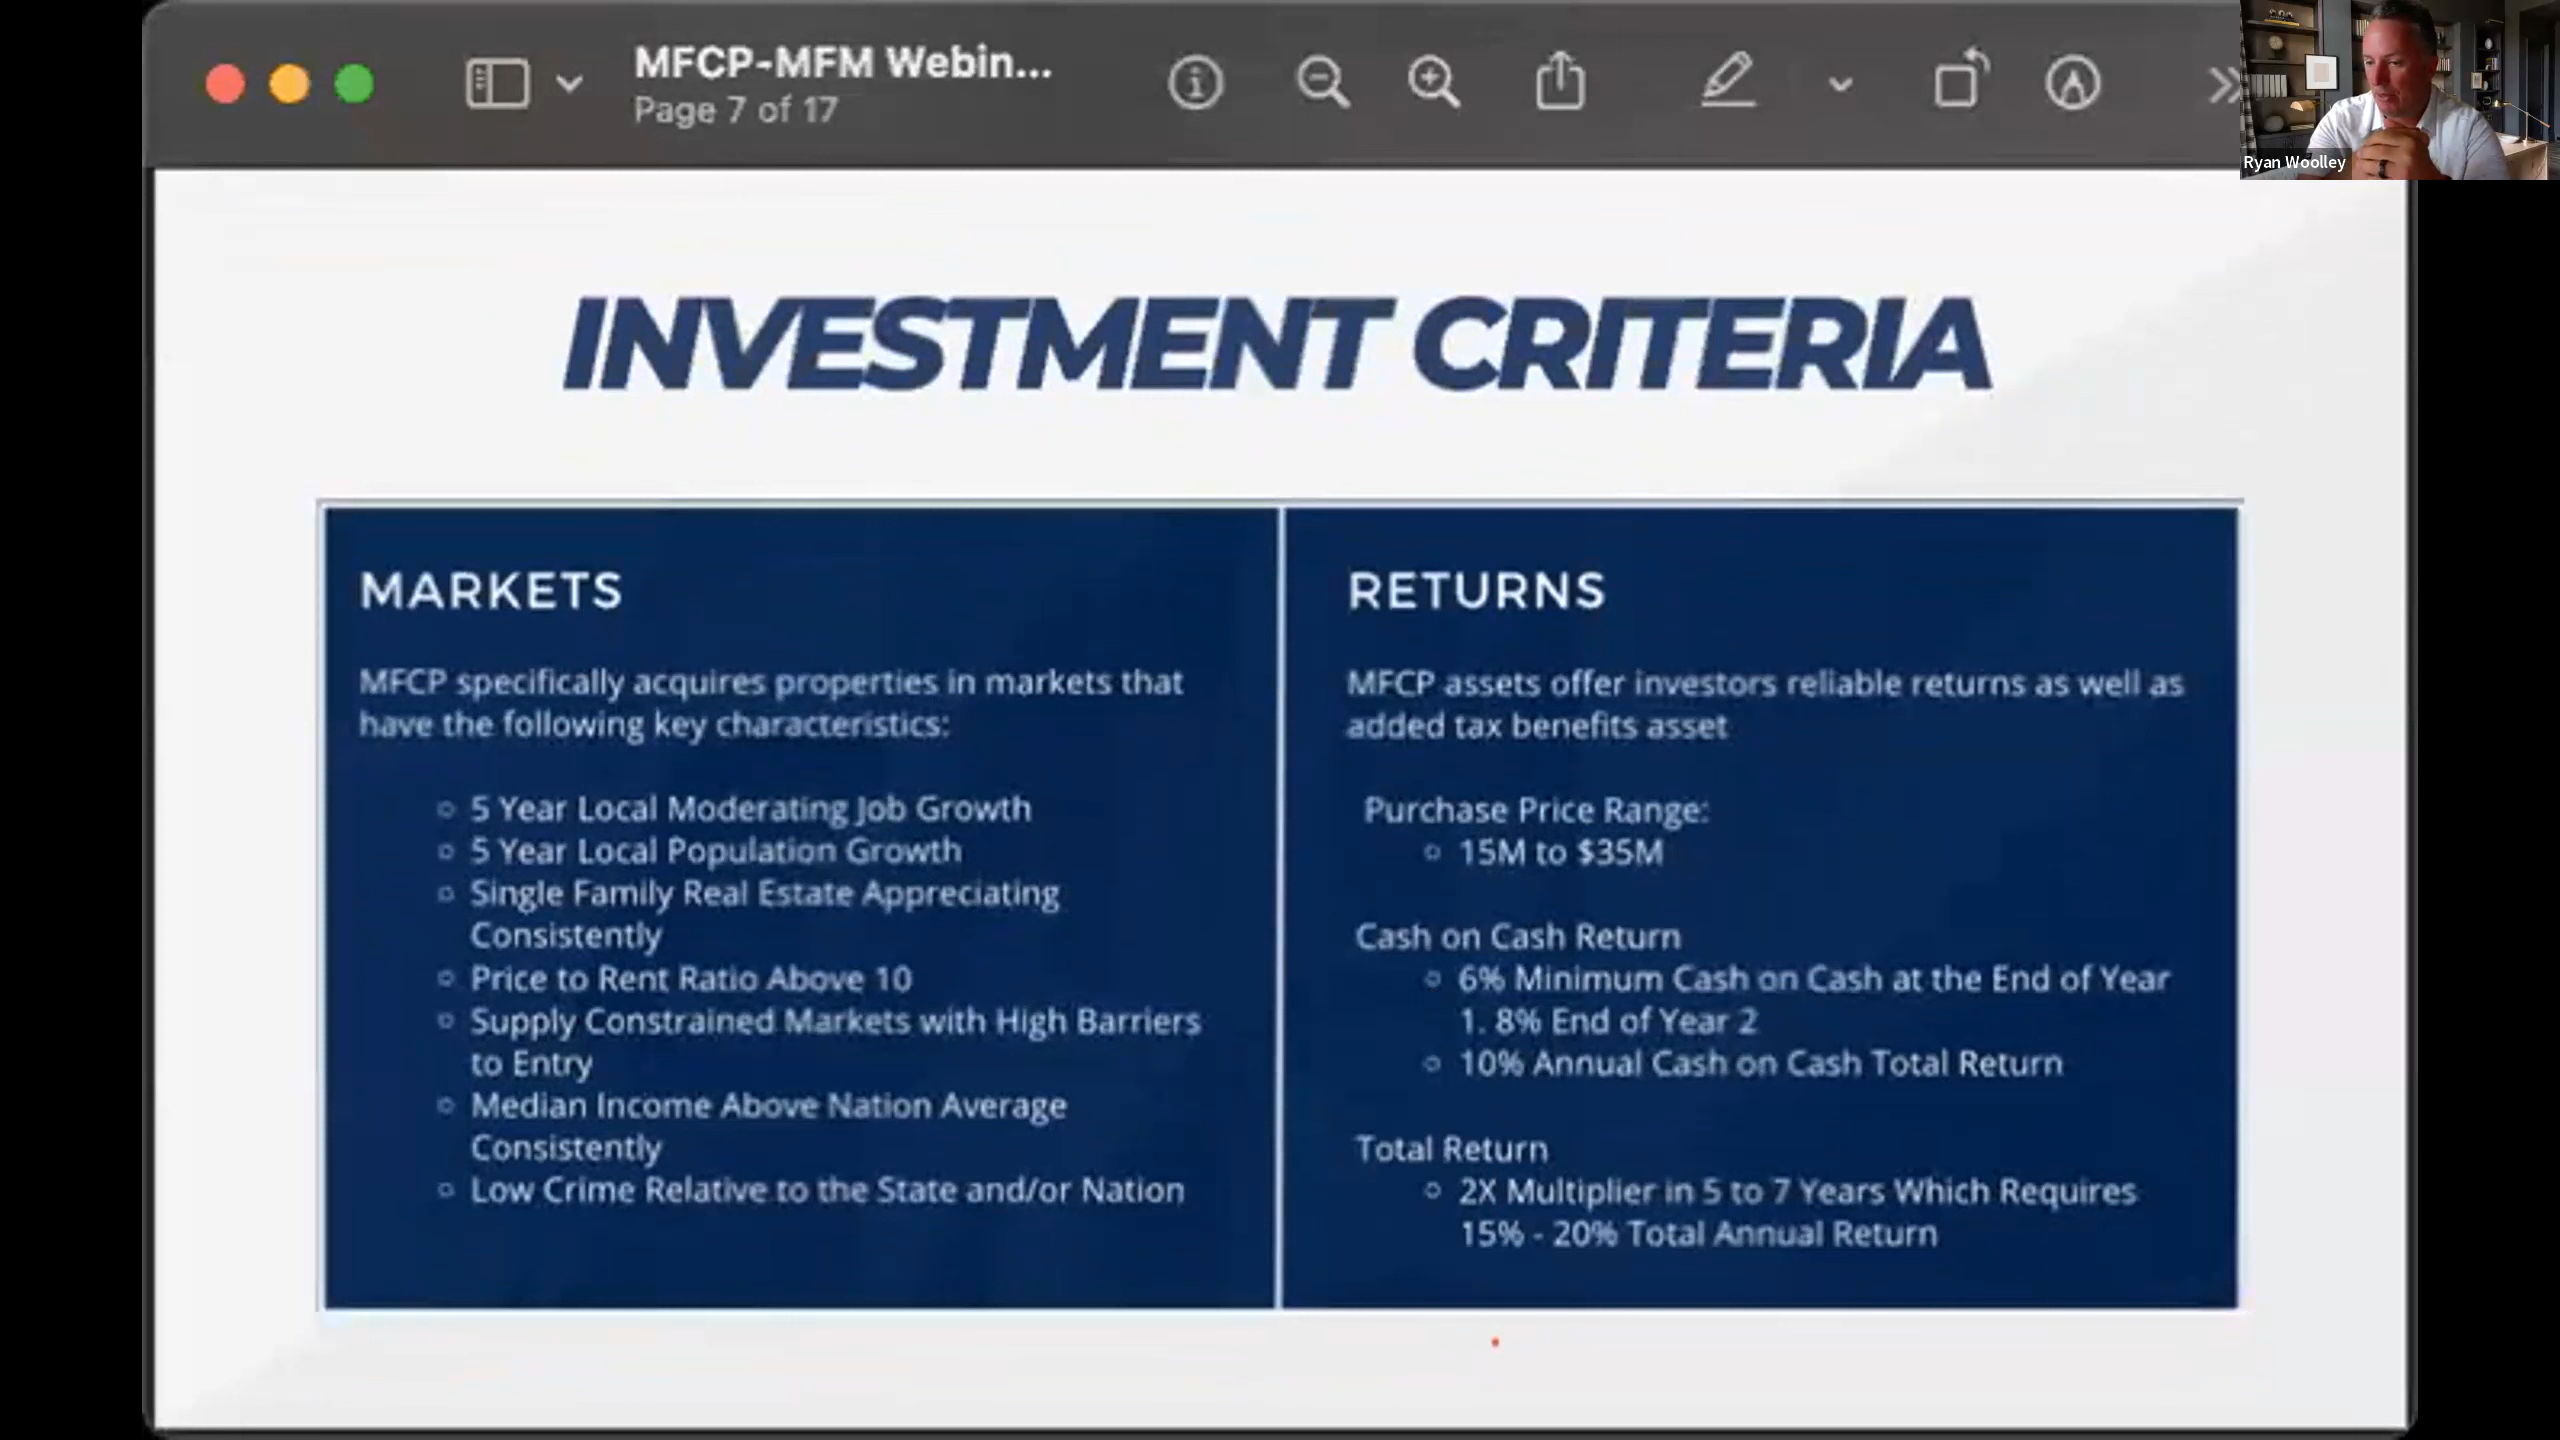 MFCP-MFM Webin...
Page 7 of 17
Ryan Woolley
INVESTMENT CRITERIA
MARKETS
MFCP specifically acquires properties in markets that
have the following key characteristics:
5 Year Local Moderating Job Growth
5 Year Local Population Growth
Single Family Real Estate Appreciating
Consistently
Price to Rent Ratio Above 10
Supply Constrained Markets with High Barriers
to Entry
Median Income Above Nation Average
Consistently
Low Crime Relative to the State and/or Nation
RETURNS
MFCP assets offer investors reliable returns as well as
added tax benefits asset
Purchase Price Range:
15M to $35M
Cash on Cash Return
6% Minimum Cash on Cash at the End of Year
1. 8% End of Year 2
10% Annual Cash on Cash Total Return
Total Return
2X Multiplier in 5 to 7 Years Which Requires
15% - 20% Total Annual Return